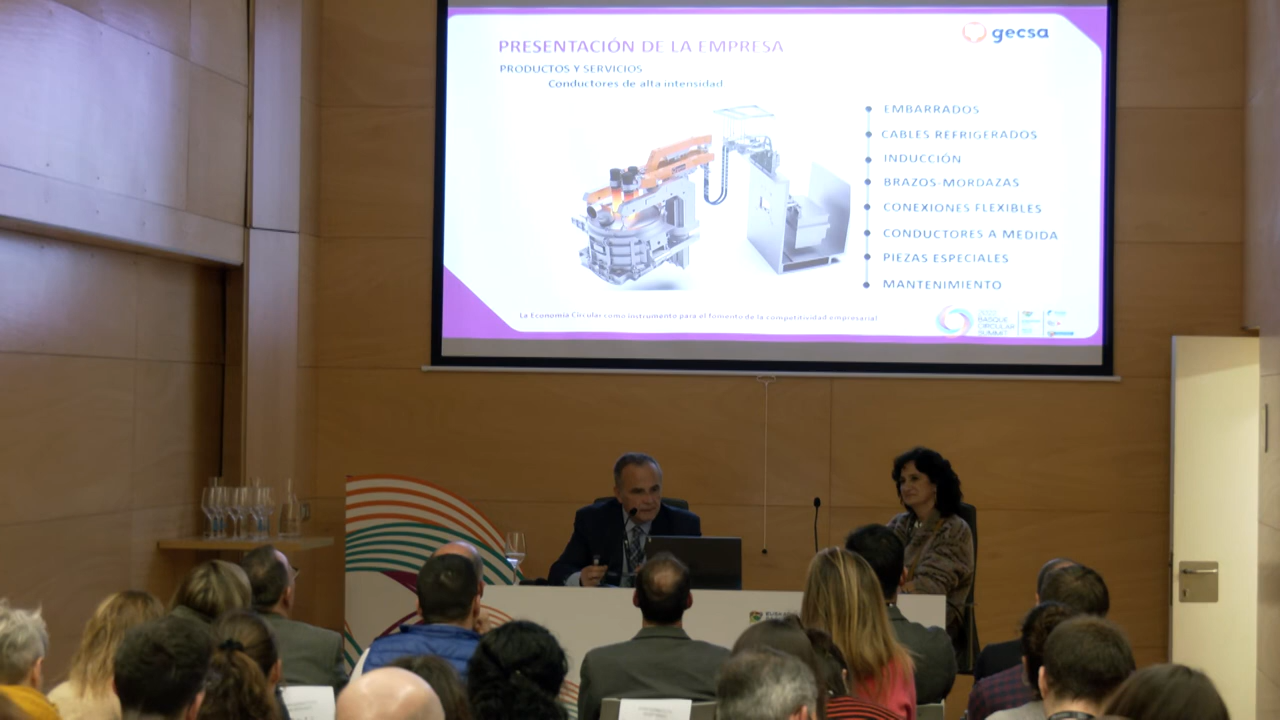 gecsa
PRESENTACIÓN DE LA EMPRESA
PRODUCTOS Y SERVICIOS
Conductores de alta intensidad
EMBARRADOS
CABLES REFRIGERADOS
INDUCCIÓN
BRAZOS-MORDAZAS
CONEXIONES FLEXIBLES
CONDUCTORES A MEDIDA
PIEZAS ESPECIALES
MANTENIMIENTO
La Economía Circular como instrumento para el fomento de la competitividad empresarial
BASQUE
CIRCULAR
SUMMIT